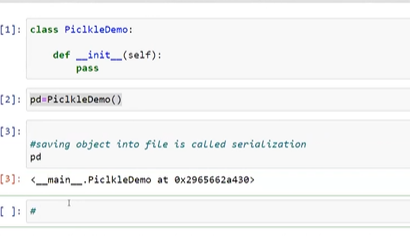 [1]: class PiclkleDemo:
def __init__(self):
pass
[2]: pd=PiclkleDemo()
[3]:
#saving object into file is called serialization
pd
[3]: <__main__.PiclkleDemo at 0x2965662a430>
[ ]: #